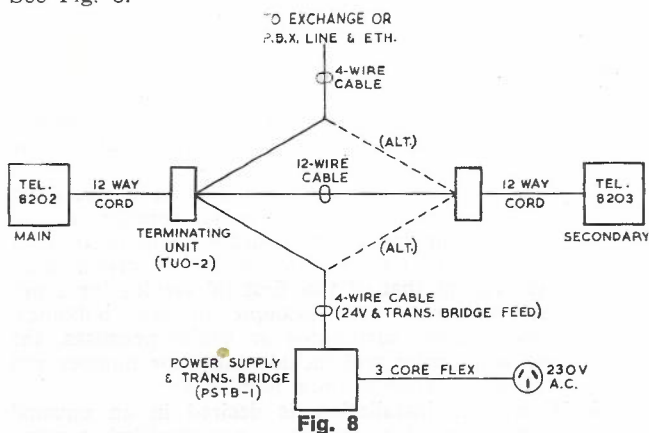 See Fig. 8.
TO EXCHANGE OR
P.B.X. LINE & ETH.
4-WIRE
CABLE
(ALT.)
12-WIRE
CABLE
TEL.
8202
12 WAY
CORD
MAIN
TERMINATING
UNIT
(TUO-2)
12 WAY
CORD
TEL.
8203
SECONDARY
(ALT.)
4-WIRE CABLE
(24V & TRANS. BRIDGE FEED)
POWER SUPPLY
& TRANS. BRIDGE
(PSTB-1)
3 CORE FLEX
230V
A.C.
Fig. 8